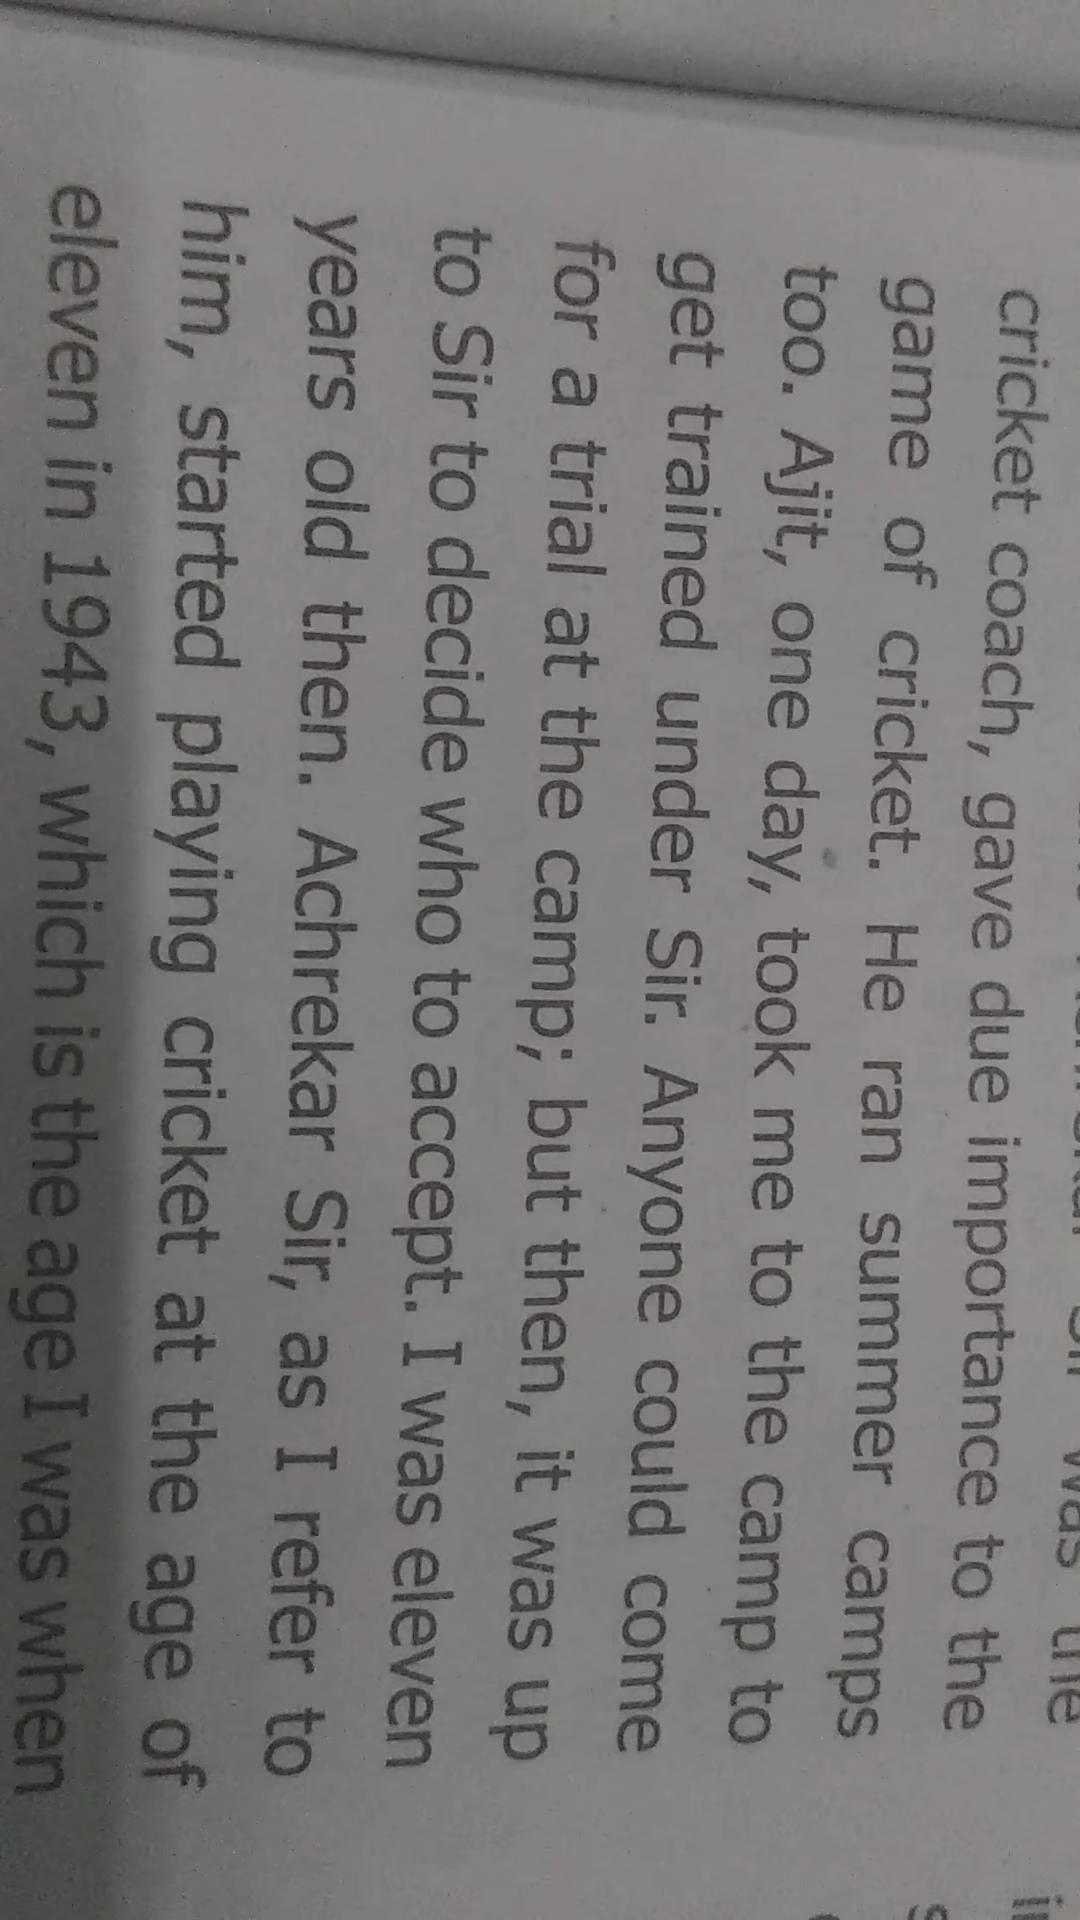 was the
cricket coach, gave due importance to the
game of cricket. He ran summer camps
too. Ajit, one day, took me to the camp to
get trained under Sir. Anyone could come
for a trial at the camp; but then, it was up
to Sir to decide who to accept. I was eleven
years old then. Achrekar Sir, as I refer to
him, started playing cricket at the age of
eleven in 1943, which is the age I was when